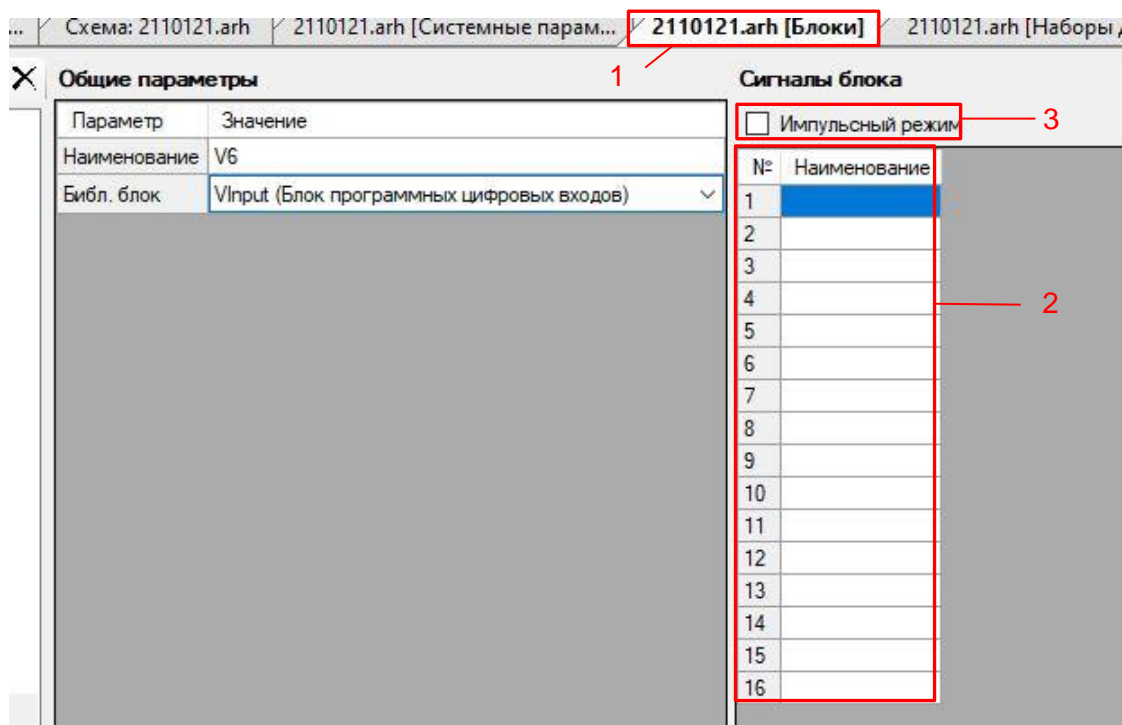 ... Схема: 2110121.arh 2110121.arh [Системные парам... 2110121.arh [Блоки] 2110121.arh [Наборы
Общие параметры
1
Сигналы блока
Параметр Значение
Импульсный режим
3
Наименование V6
№ Наименование
Библ. блок VInput (Блок программных цифровых входов)
1
2
3
4
2
5
6
7
8
9
10
11
12
13
14
15
16